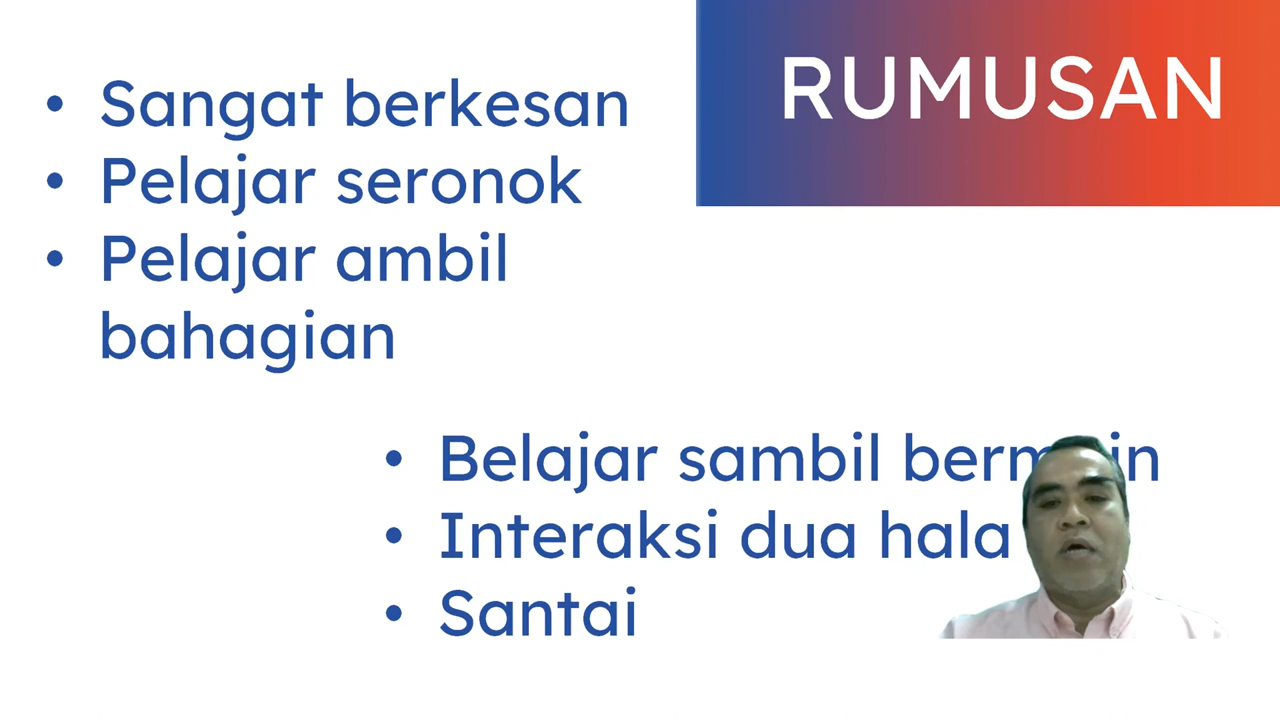 RUMUSAN
• Sangat berkesan
• Pelajar seronok
• Pelajar ambil
bahagian
• Belajar sambil
• Interaksi dua hala
• Santai